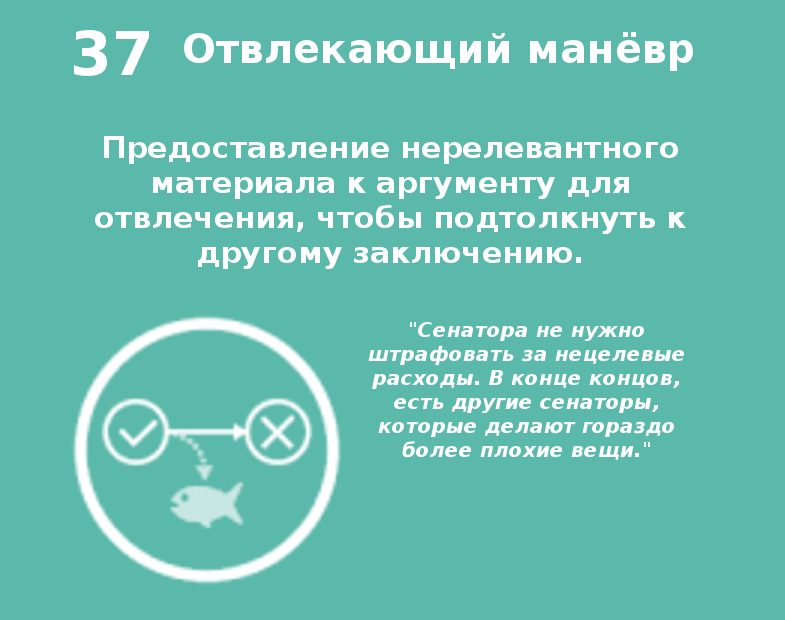 37 Отвлекающий манёвр
Предоставление нерелевантного
материала к аргументу для
отвлечения, чтобы подтолкнуть к
другому заключению.
"Сенатора не нужно
штрафовать за нецелевые
расходы. В конце концов,
есть другие сенаторы,
которые делают гораздо
более плохие вещи."